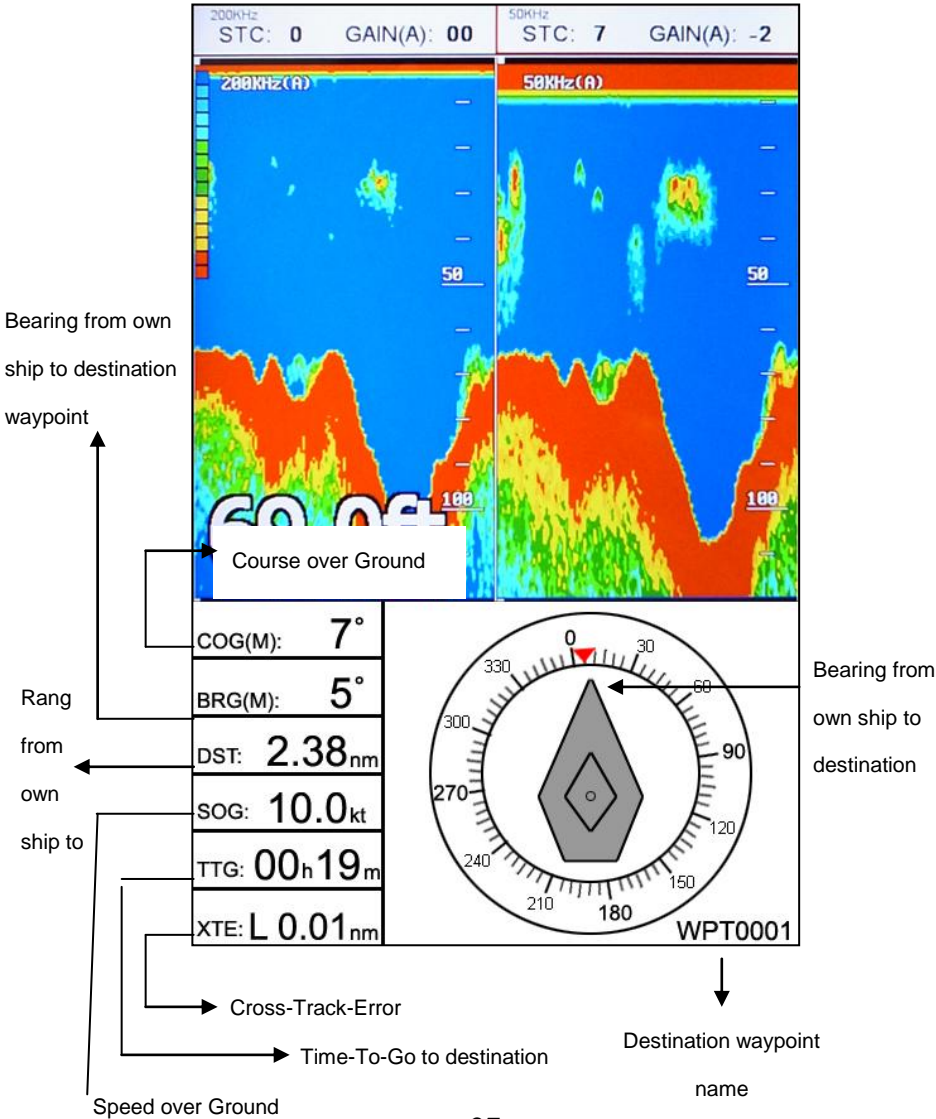 200KHz
STC: 0 GAIN(A): 00
50KHz
STC: 7 GAIN(A): -2
200KHz(A)
50KHz(A)
50
50
Bearing from own
ship to destination
waypoint
100
100
Course over Ground
COG(M): 7°
BRG(M): 5°
DST: 2.38nm
SOG: 10.0kt
TTG: 00h19m
XTE: L 0.01nm
Rang
from
own
ship to
0
30
60
90
120
150
180
210
240
270
300
330
WPT0001
Bearing from
own ship to
destination
Cross-Track-Error
Time-To-Go to destination
Speed over Ground
Destination waypoint
name